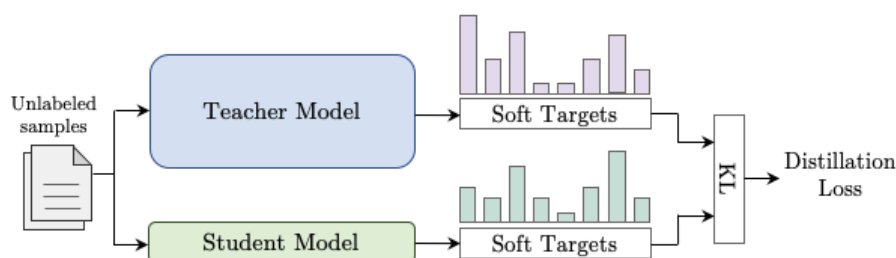 Unlabeled
samples
Teacher Model
Soft Targets
Student Model
Soft Targets
KL
Distillation
Loss